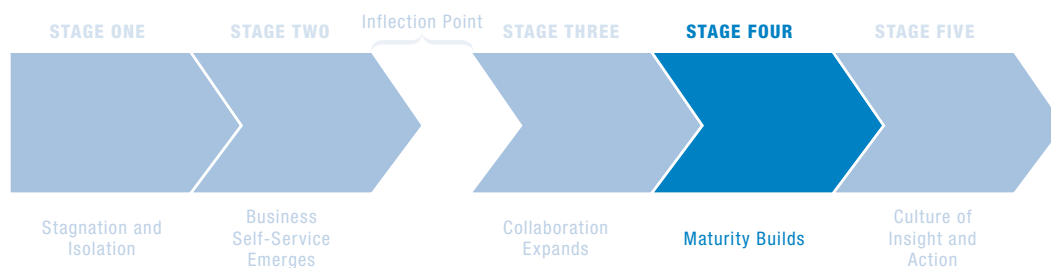 Inflection Point
STAGE ONE
STAGE TWO
STAGE THREE
STAGE FOUR
STAGE FIVE
Stagnation and
Isolation
Business
Self-Service
Emerges
Collaboration
Expands
Maturity Builds
Culture of
Insight and
Action